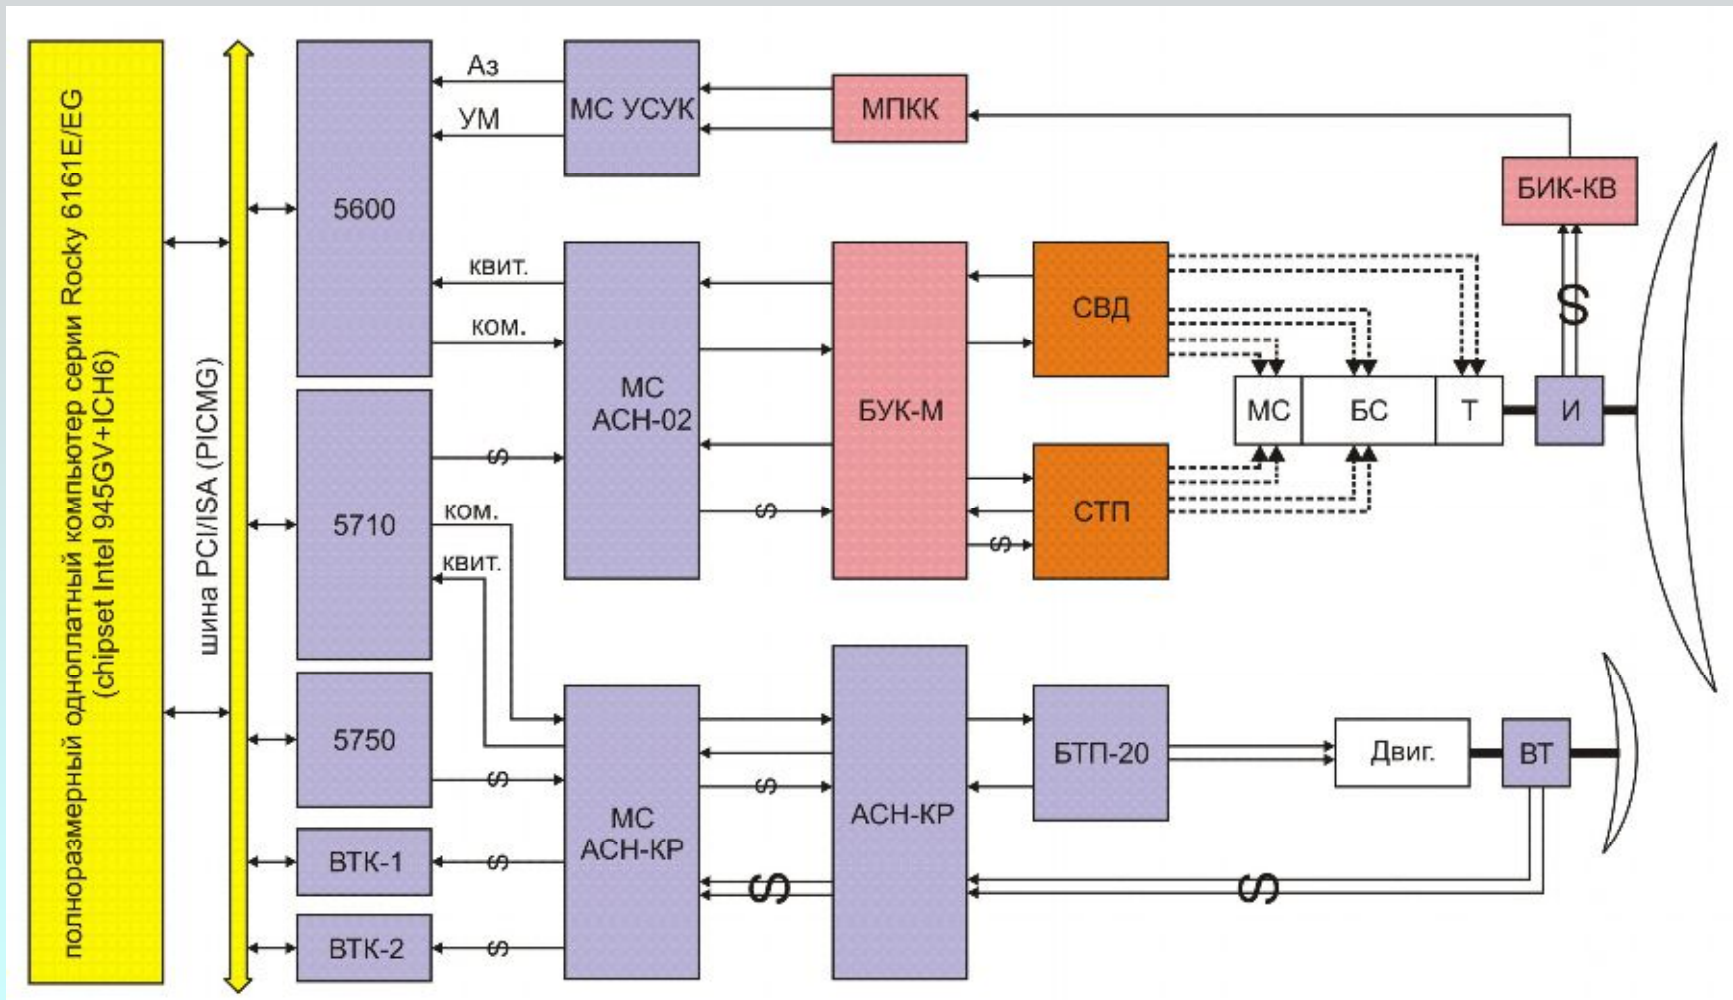 полноразмерный одноплатный компьютер серии Rocky 6161E/EG
(chipset Intel 945GV+ICH6)
шина PCI/ISA (PICMG)
5600
5710
5750
ВТК-1
ВТК-2
Аз
УМ
квит.
ком.
S
ком.
квит.
S
S
S
МС УСУК
МС
АСН-02
МС
АСН-КР
S
S
S
МПКК
БУК-М
АСН-КР
S
СВД
СТП
БТП-20
S
БИК-КВ
S
МС
БС
Т
И
Двиг.
ВТ